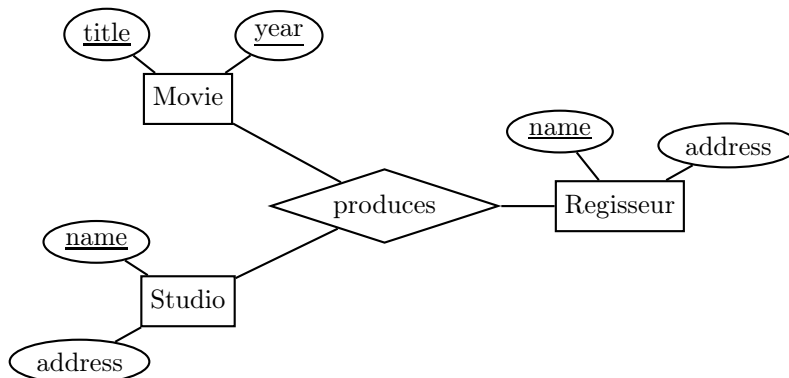 title
year
Movie
name
address
produces
Regisseur
name
Studio
address